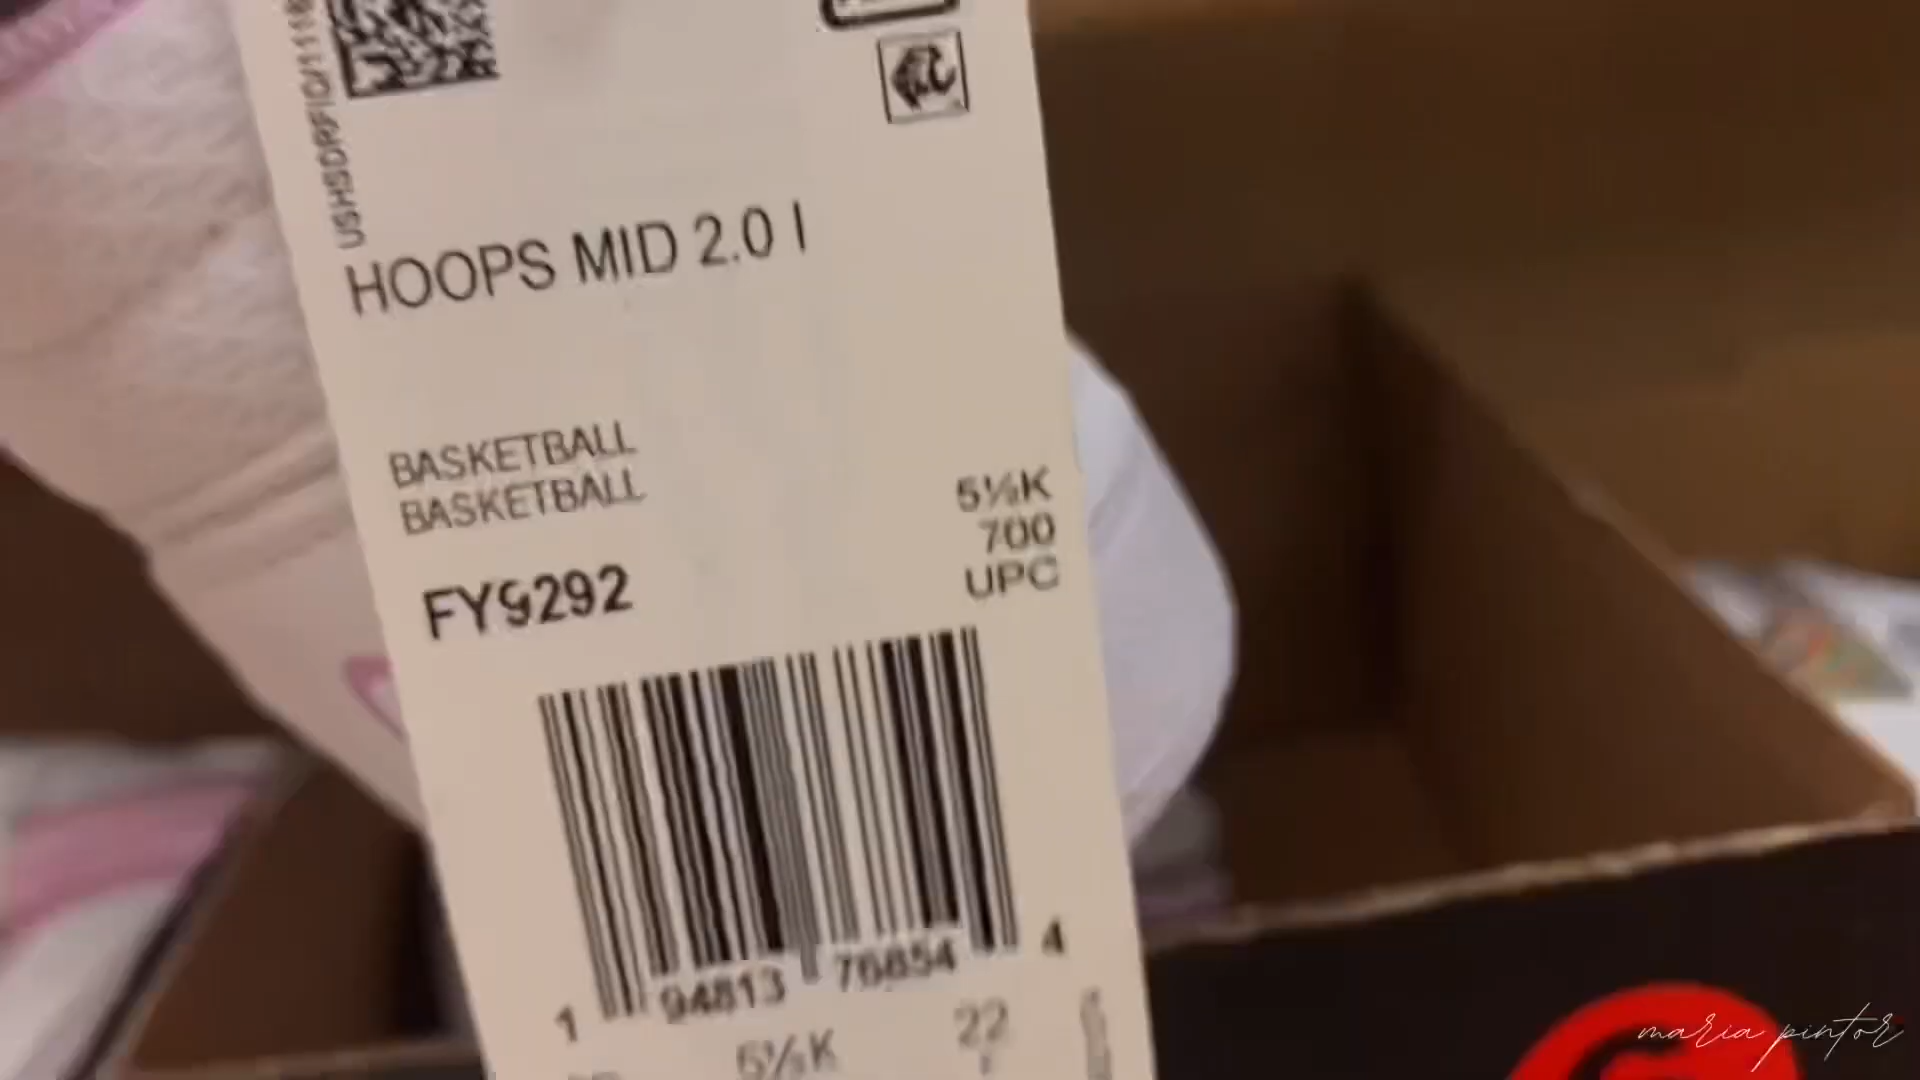 HOOPS MID 2.0 I
BASKETBALL
BASKETBALL
5½K
700
UPC
FY9292
1 94813 76654 4
5½K
22
maria pintor